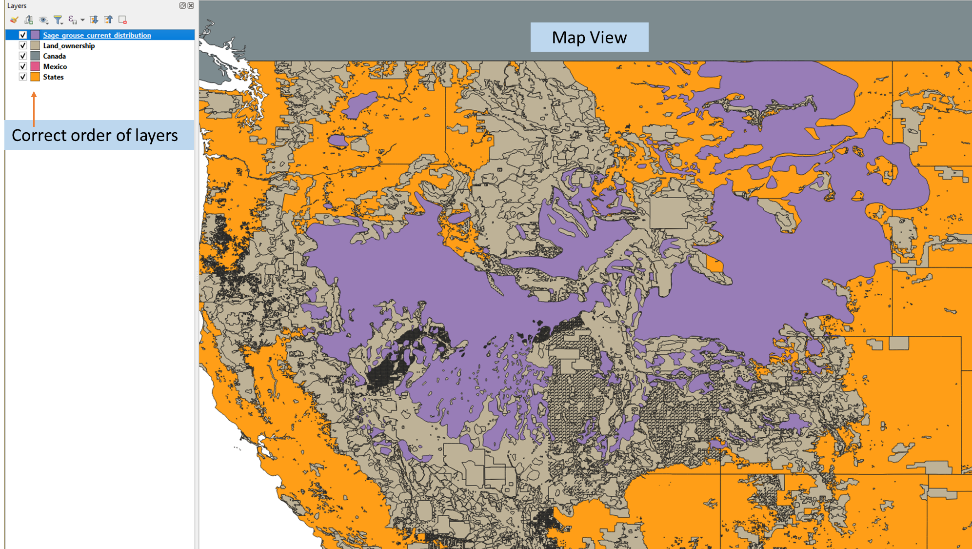 Layers
Map View
Sage_grouse_current_distribution
Land_ownership
Canada
Mexico
States
Correct order of layers